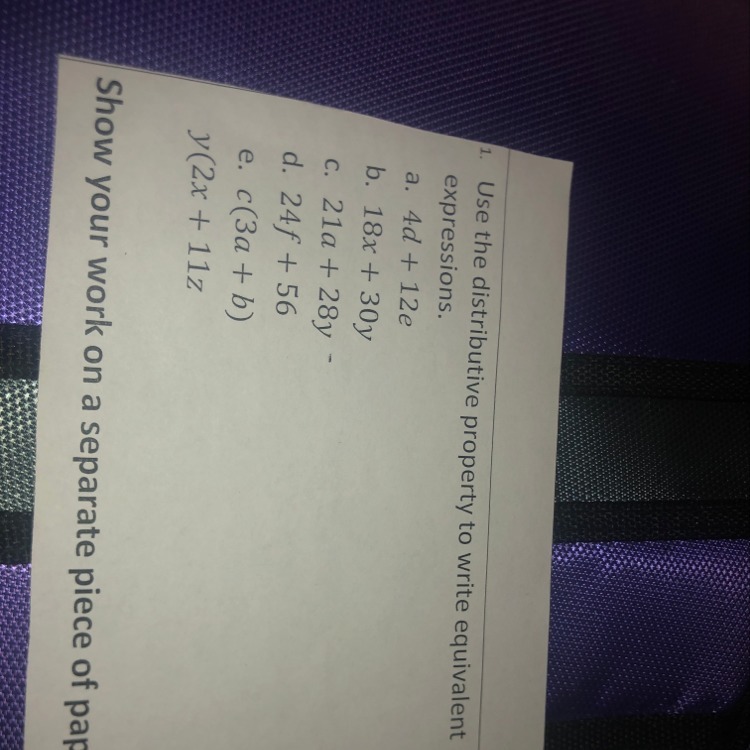 1. Use the distributive property to write equivalent
expressions.
a. 4d + 12e
b. 18x + 30y
c. 21a + 28y -
d. 24f + 56
e. c(3a + b)
y(2x + 11z
Show your work on a separate piece of pap